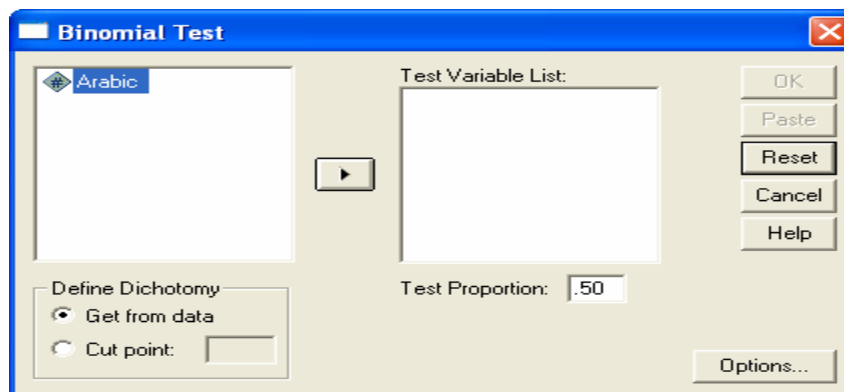 Binomial Test
Arabic
Test Variable List:
OK
Paste
Reset
Cancel
Help
Define Dichotomy
Get from data
Cut point:
Test Proportion: .50
Options...